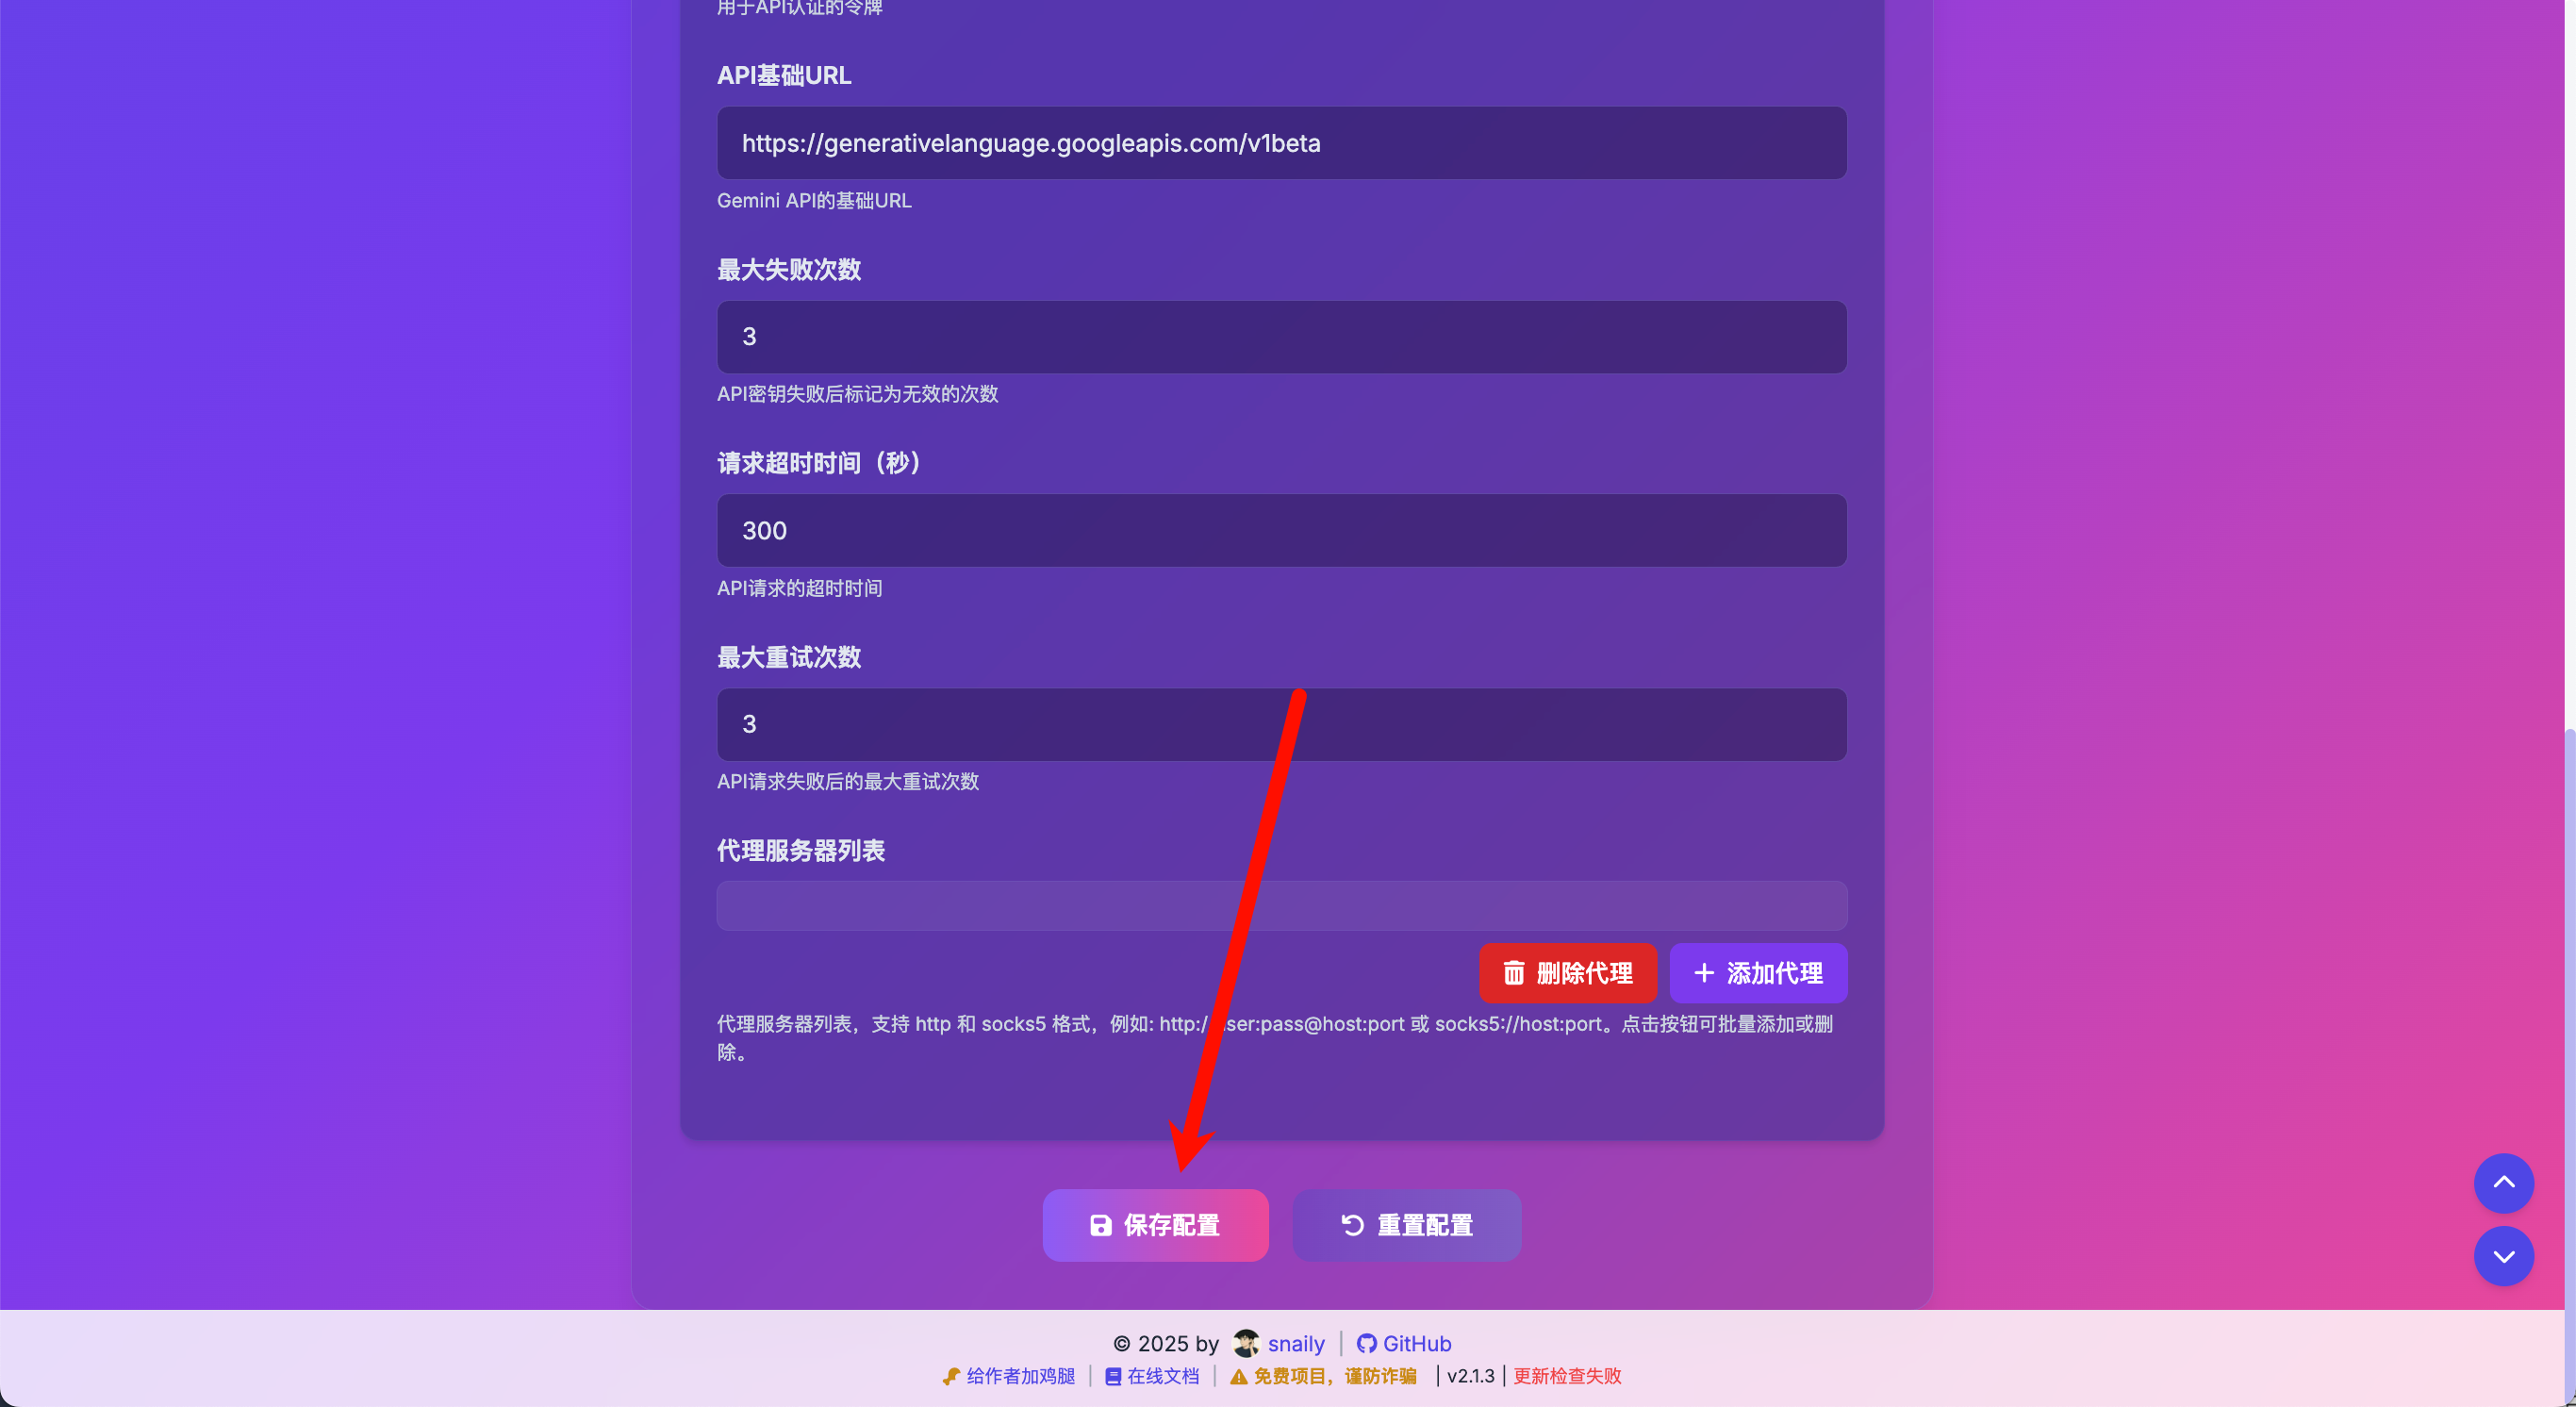 用于API认证的令牌
API基础URL
https://generativelanguage.googleapis.com/v1beta
Gemini API的基础URL
最大失败次数
3
API密钥失败后标记为无效的次数
请求超时时间（秒）
300
API请求的超时时间
最大重试次数
3
API请求失败后的最大重试次数
代理服务器列表
删除代理
添加代理
代理服务器列表，支持 http 和 socks5 格式，例如: http:/ser:pass@host:port 或 socks5://host:port。点击按钮可批量添加或删
除。
保存配置
重置配置
© 2025 by snaily | GitHub
给作者加鸡腿 | 在线文档 | 免费项目，谨防诈骗 | v2.1.3 | 更新检查失败